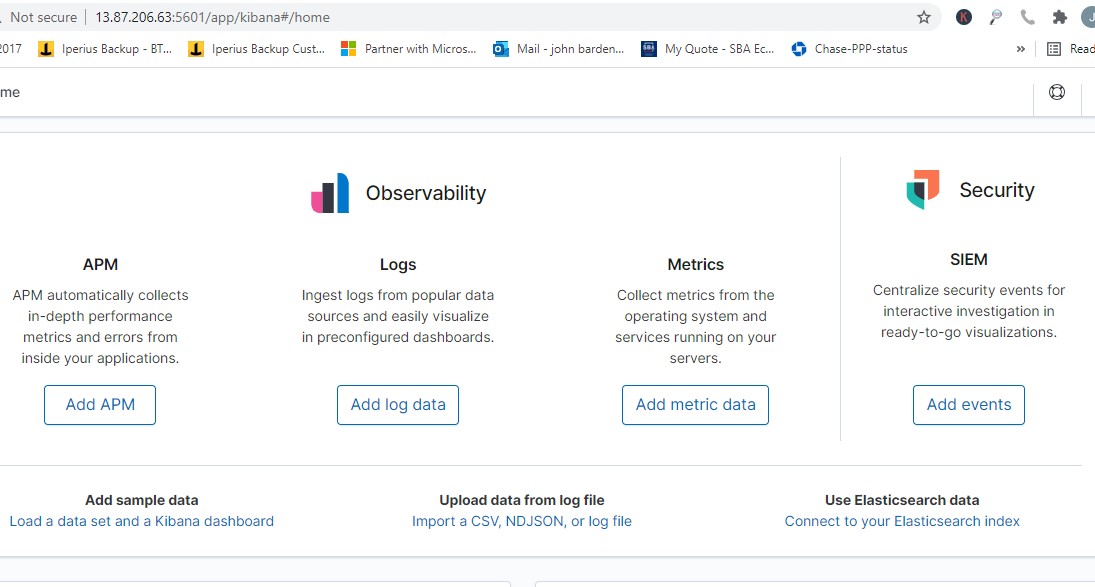 Not secure | 13.87.206.63:5601/app/kibana#/home
2017 Iperius Backup - BT... Iperius Backup Cust... Partner with Micros... Mail - john barden... My Quote - SBA Ec... Chase-PPP-status » Read
me
Observability
Security
APM
APM automatically collects
in-depth performance
metrics and errors from
inside your applications.
Add APM
Logs
Ingest logs from popular data
sources and easily visualize
in preconfigured dashboards.
Add log data
Metrics
Collect metrics from the
operating system and
services running on your
servers.
Add metric data
SIEM
Centralize security events for
interactive investigation in
ready-to-go visualizations.
Add events
Add sample data
Load a data set and a Kibana dashboard
Upload data from log file
Import a CSV, NDJSON, or log file
Use Elasticsearch data
Connect to your Elasticsearch index